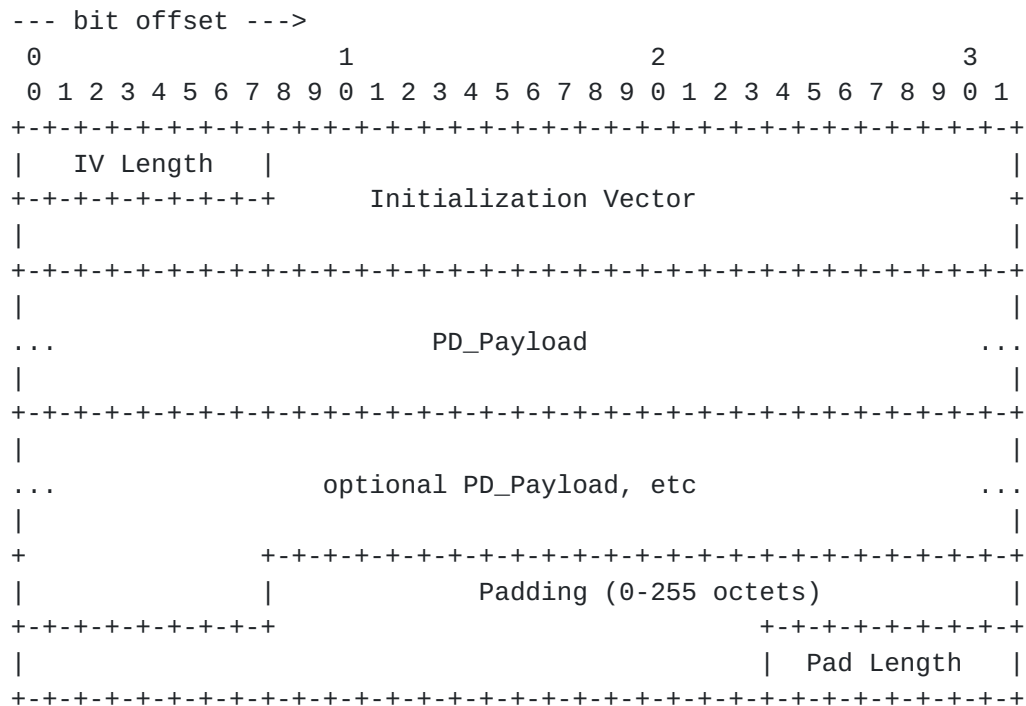 --- bit offset --->
 0                   1                   2                   3
 0 1 2 3 4 5 6 7 8 9 0 1 2 3 4 5 6 7 8 9 0 1 2 3 4 5 6 7 8 9 0 1
+-+-+-+-+-+-+-+-+-+-+-+-+-+-+-+-+-+-+-+-+-+-+-+-+-+-+-+-+-+-+-+-+
|   IV Length   |                                               |
+-+-+-+-+-+-+-+-+      Initialization Vector                    +
|                                                               |
+-+-+-+-+-+-+-+-+-+-+-+-+-+-+-+-+-+-+-+-+-+-+-+-+-+-+-+-+-+-+-+-+
|                                                               |
...                        PD_Payload                         ...
|                                                               |
+-+-+-+-+-+-+-+-+-+-+-+-+-+-+-+-+-+-+-+-+-+-+-+-+-+-+-+-+-+-+-+-+
|                                                               |
...                 optional PD_Payload, etc                  ...
|                                                               |
+               +-+-+-+-+-+-+-+-+-+-+-+-+-+-+-+-+-+-+-+-+-+-+-+-+
|               |             Padding (0-255 octets)            |
+-+-+-+-+-+-+-+-+                               +-+-+-+-+-+-+-+-+
|                                               |  Pad Length   |
+-+-+-+-+-+-+-+-+-+-+-+-+-+-+-+-+-+-+-+-+-+-+-+-+-+-+-+-+-+-+-+-+